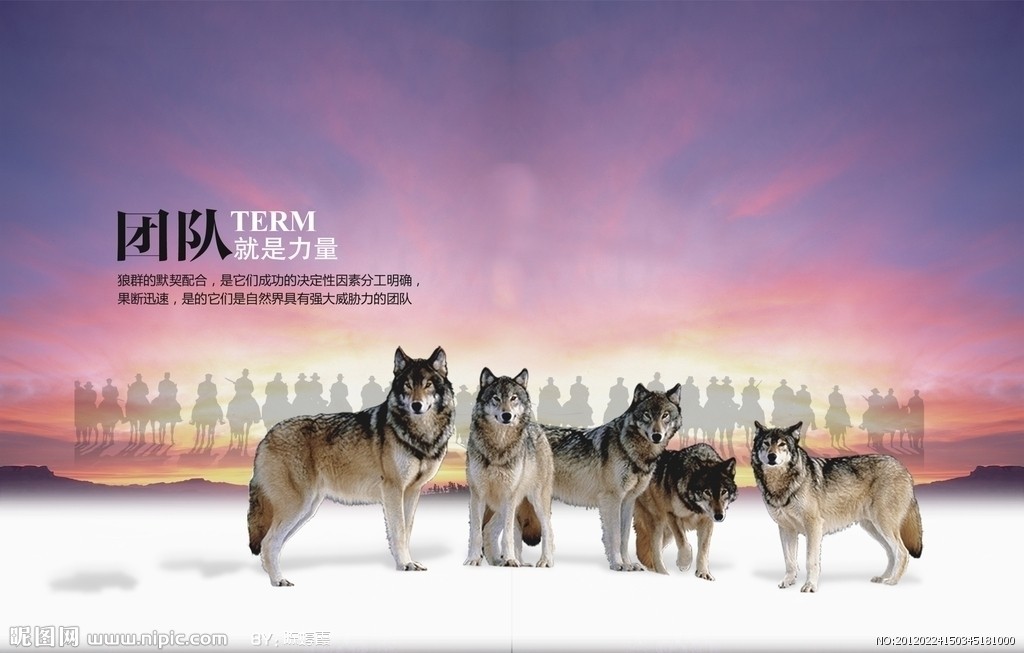 团队 TERM
就是力量
狼群的默契配合，是它们成功的决定性因素分工明确，
果断迅速，是的它们是自然界具有强大威胁力的团队
昵图网 www.nipic.com BY:
NO:20120224150345181000